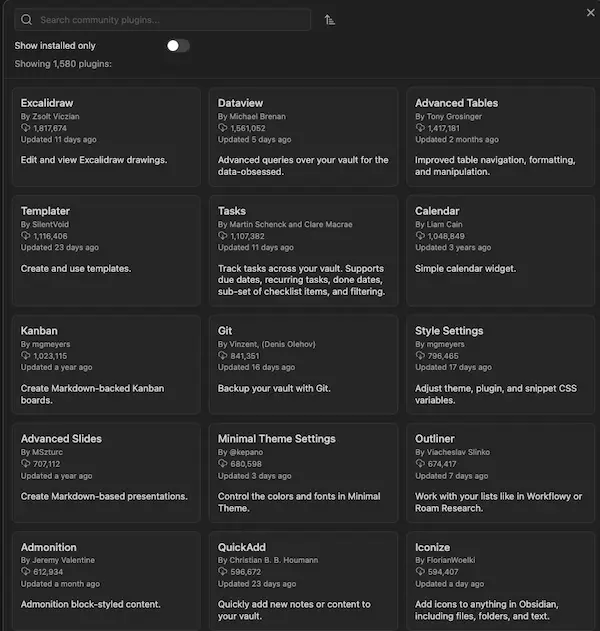 Search community plugins...
Show installed only
Showing 1,580 plugins:
Excalidraw
By Zsolt Viczian
1,817,674
Updated 11 days ago
Edit and view Excalidraw drawings.
Dataview
By Michael Brenan
1,561,052
Updated 5 days ago
Advanced queries over your vault for the
data-obsessed.
Advanced Tables
By Tony Grosinger
1,417,181
Updated 2 months ago
Improved table navigation, formatting,
and manipulation.
Templater
By SilentVoid
1,116,406
Updated 23 days ago
Create and use templates.
Tasks
By Martin Schenck and Clare Macrae
1,107,382
Updated 11 days ago
Track tasks across your vault. Supports
due dates, recurring tasks, done dates,
sub-set of checklist items, and filtering.
Calendar
By Liam Cain
1,048,849
Updated 3 years ago
Simple calendar widget.
Kanban
By mgmeyers
1,023,115
Updated a year ago
Create Markdown-backed Kanban
boards.
Git
By Vinzent, (Denis Olehov)
841,351
Updated 16 days ago
Backup your vault with Git.
Style Settings
By mgmeyers
796,465
Updated 17 days ago
Adjust theme, plugin, and snippet CSS
variables.
Advanced Slides
By MSzturc
707,112
Updated a year ago
Create Markdown-based presentations.
Minimal Theme Settings
By @kepano
680,598
Updated 3 days ago
Control the colors and fonts in Minimal
Theme.
Outliner
By Viacheslav Slinko
674,417
Updated 7 days ago
Work with your lists like in Workflowy or
Roam Research.
Admonition
By Jeremy Valentine
612,934
Updated a month ago
Admonition block-styled content.
QuickAdd
By Christian B. B. Houmann
596,672
Updated 23 days ago
Quickly add new notes or content to
your vault.
Iconize
By FlorianWoelki
594,407
Updated a day ago
Add icons to anything in Obsidian,
including files, folders, and text.